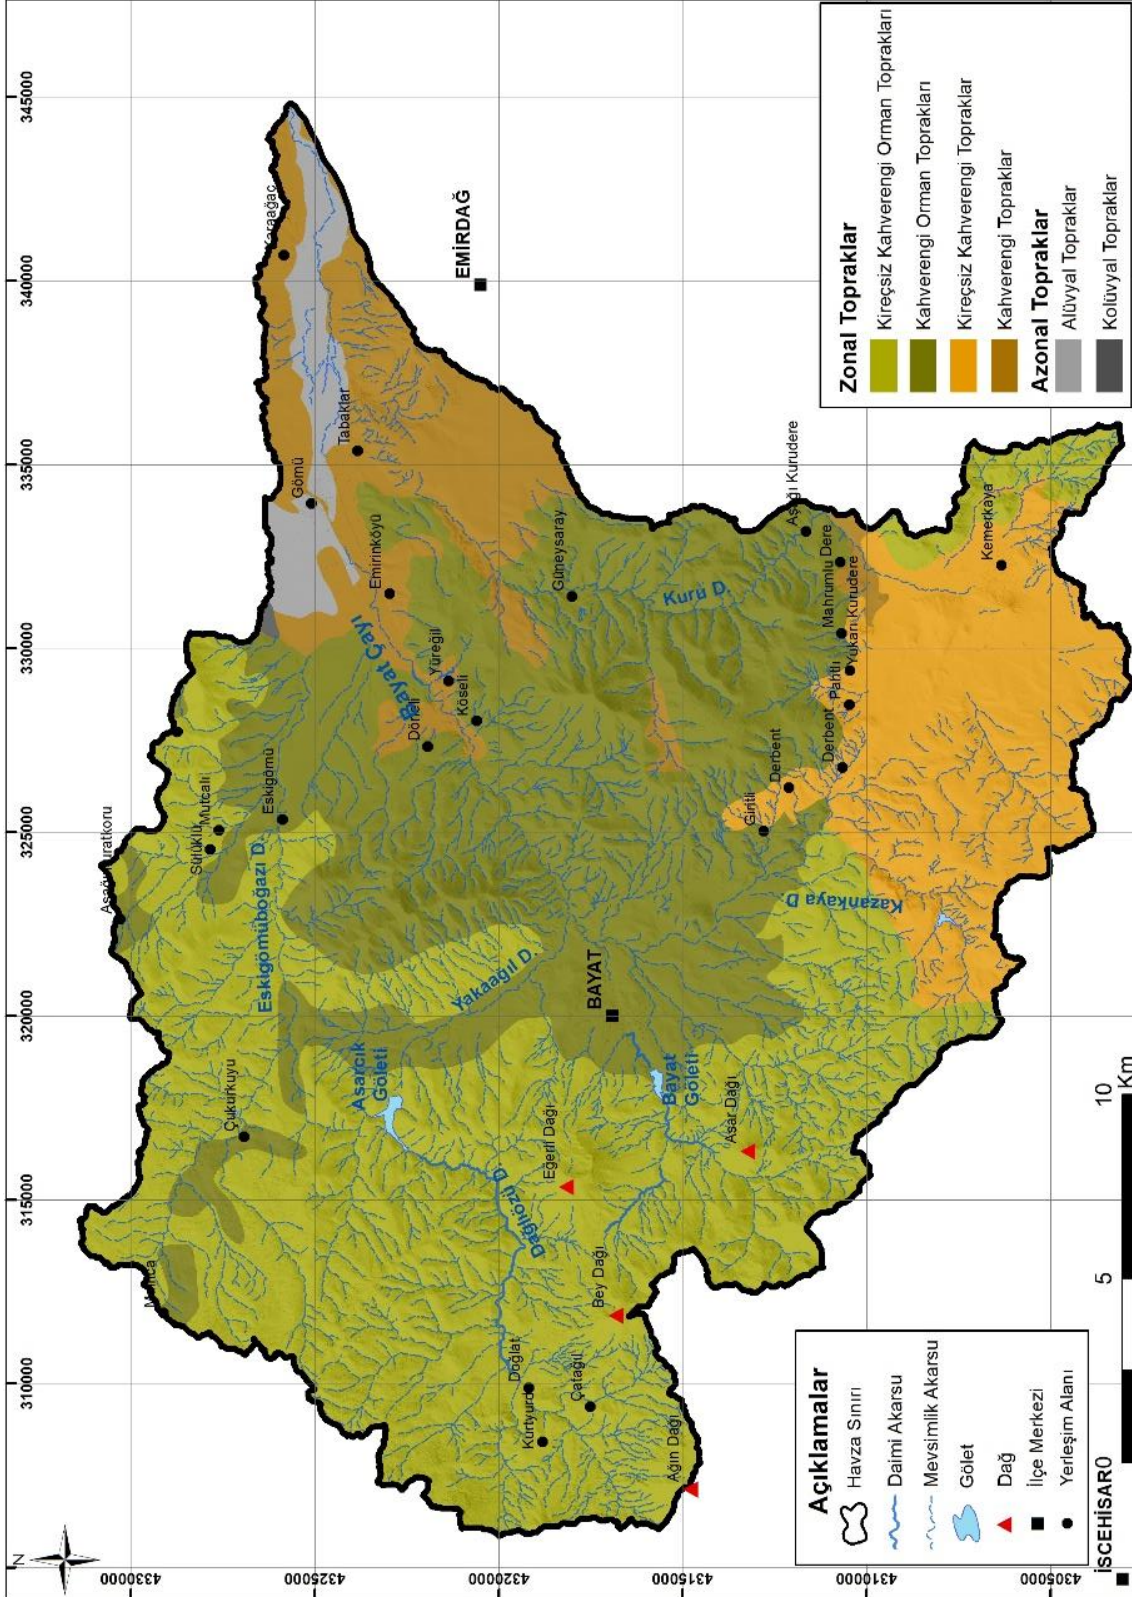 N
310000
315000
320000
325000
330000
335000
340000
345000
4330000
4325000
4320000
4315000
4310000
4305000
Çukurkuyu
Sülüklü
Mutcalı
Eskigömü
Eskigömüboğazı D.
Gömü
Karaağaç
Tabaklar
Emirinköyü
Bayat Çayı
Yüreğil
Döneli
Köseli
EMİRDAĞ
Asarcık
Göleti
Yakaağıl D.
Dağlıözü D.
Doğlat
Kurtyurdu
Çatağıl
Eğerli Dağı
Bey Dağı
Ağın Dağı
BAYAT
Bayat
Göleti
Asar Dağı
Güneysaray
Kuru D.
Aşağı Kurudere
Mahrumlu Dere
Yukarı Kurudere
Pahtlı
Derbent
Derbent
Giritli
Kazankaya D
Kemerkaya
Açıklamalar
Havza Sınırı
Daimi Akarsu
Mevsimlik Akarsu
Gölet
Dağ
İlçe Merkezi
Yerleşim Alanı
İSCEHİSAR
0
5
10
Km
Zonal Topraklar
Kireçsiz Kahverengi Orman Toprakları
Kahverengi Orman Toprakları
Kireçsiz Kahverengi Topraklar
Kahverengi Topraklar
Azonal Topraklar
Alüvyal Topraklar
Kolüvyal Topraklar